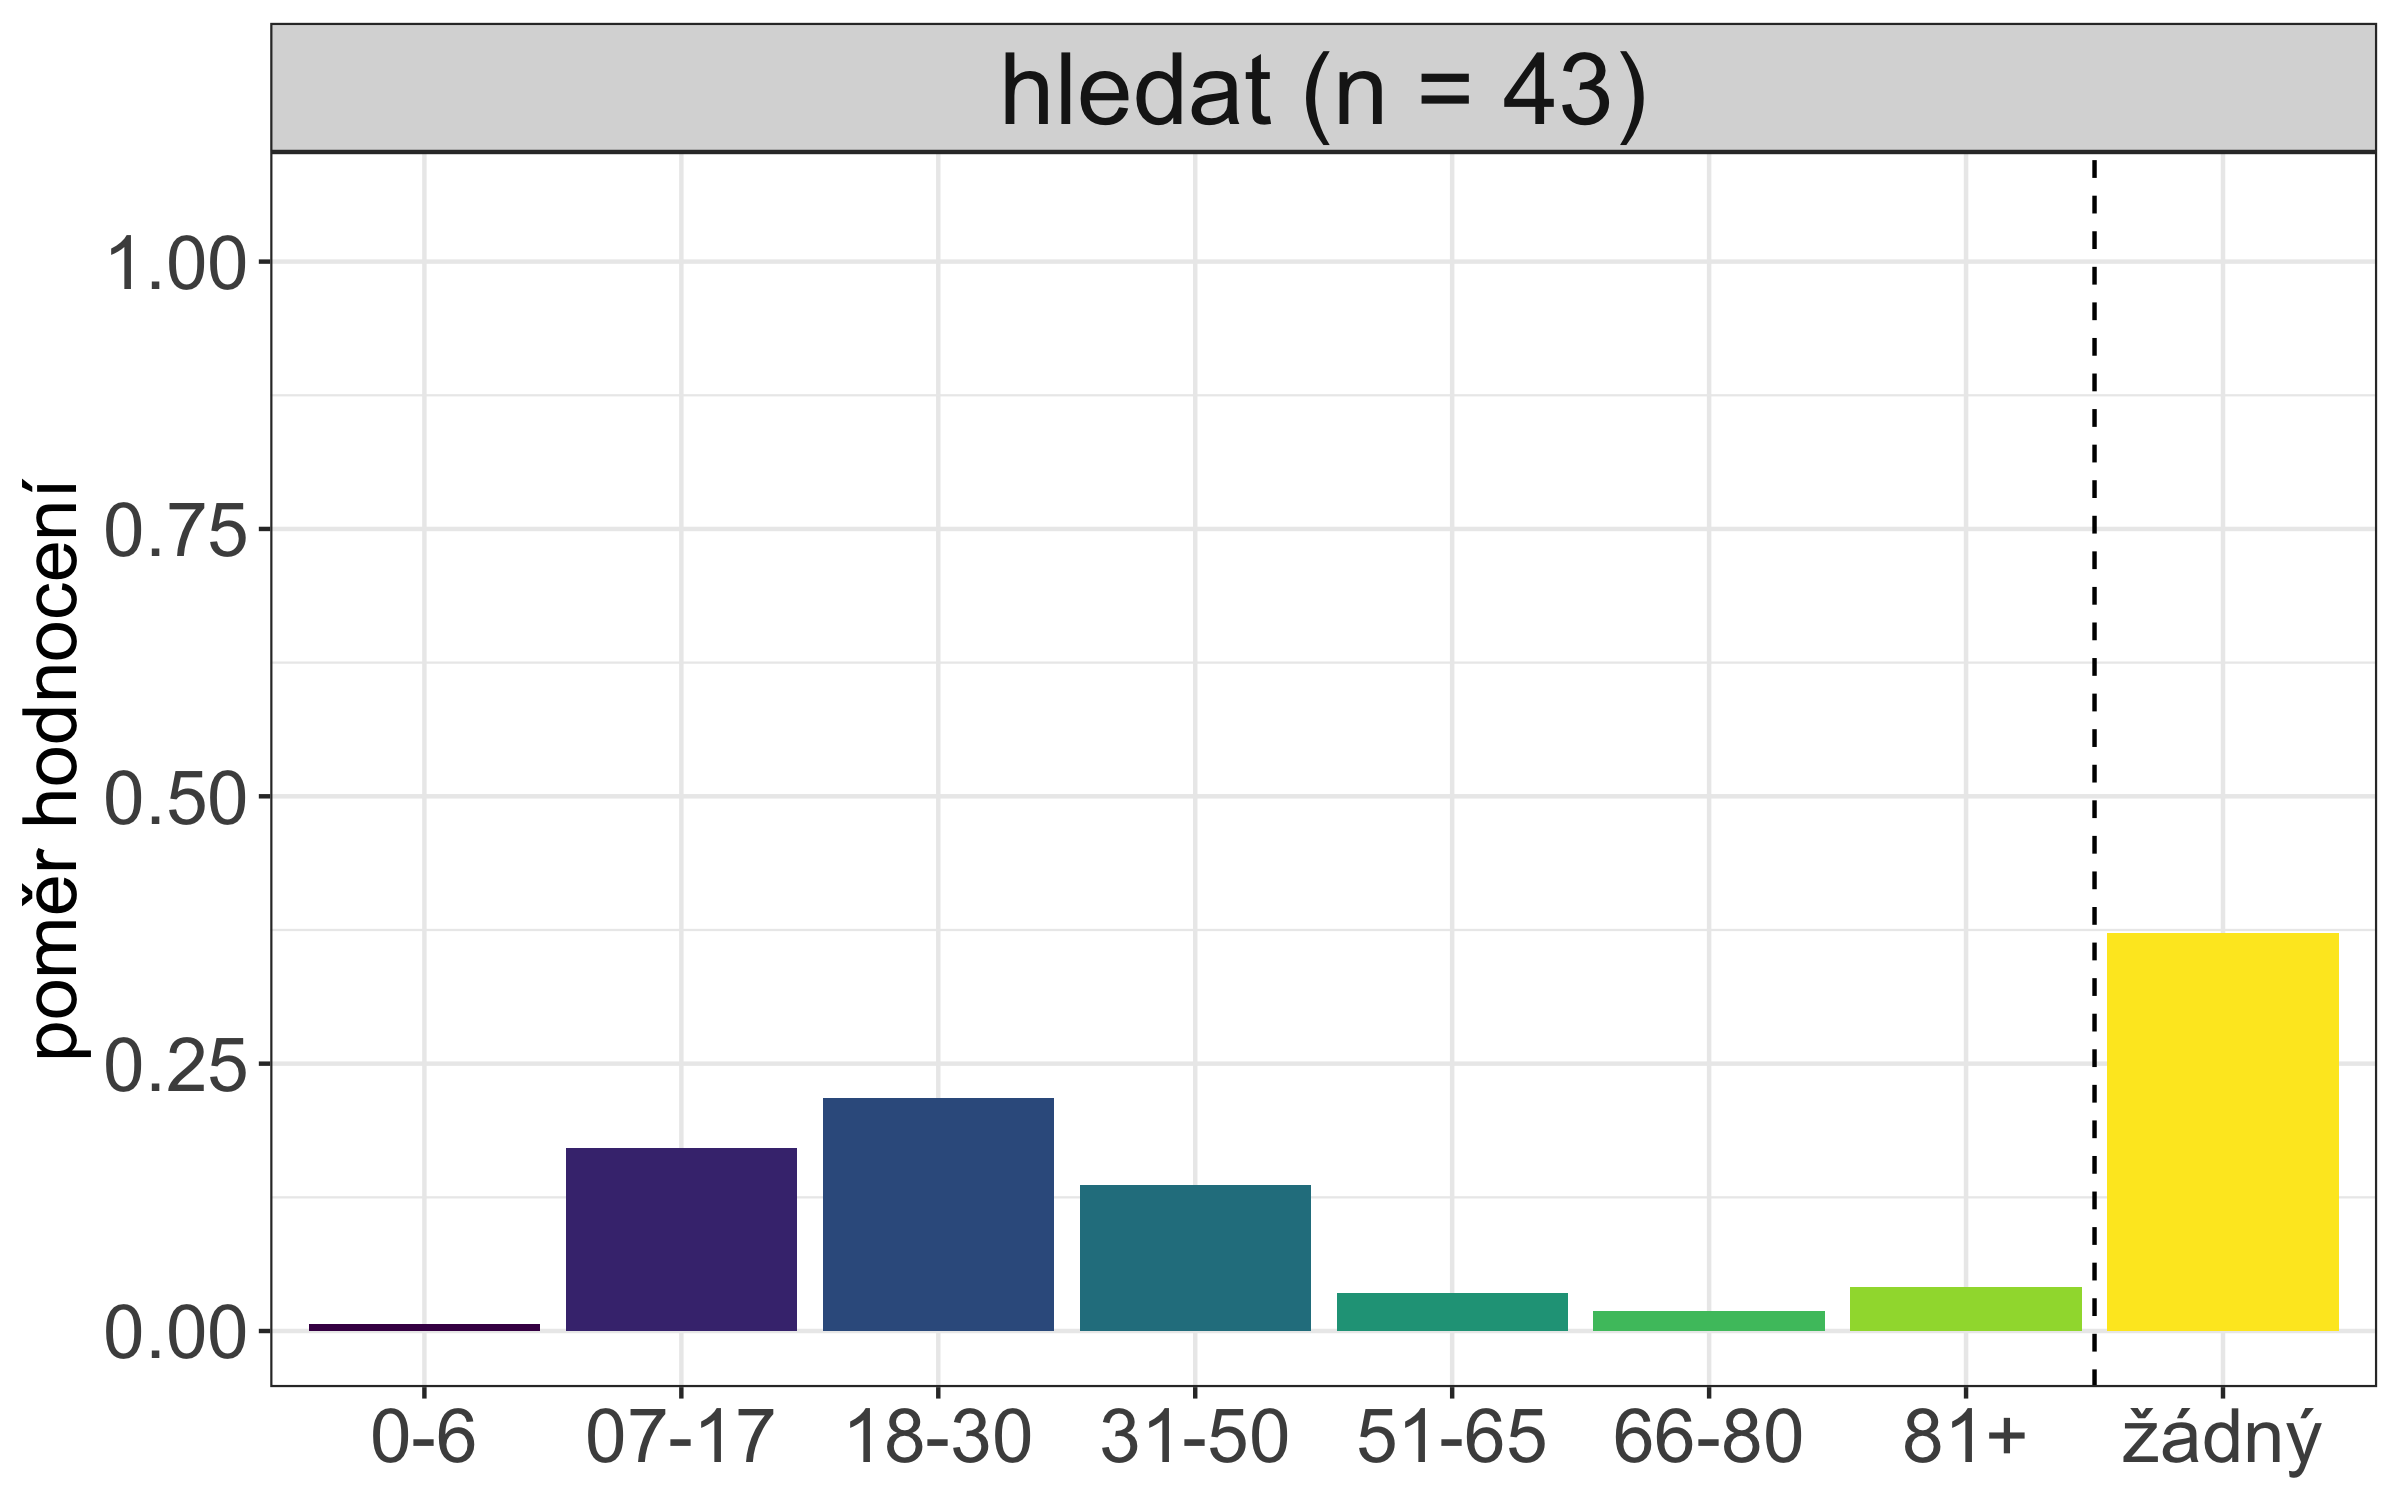 hledat (n = 43)
poměr hodnocení
1.00
0.75
0.50
0.25
0.00
0-6 07-17 18-30 31-50 51-65 66-80 81+ žádný